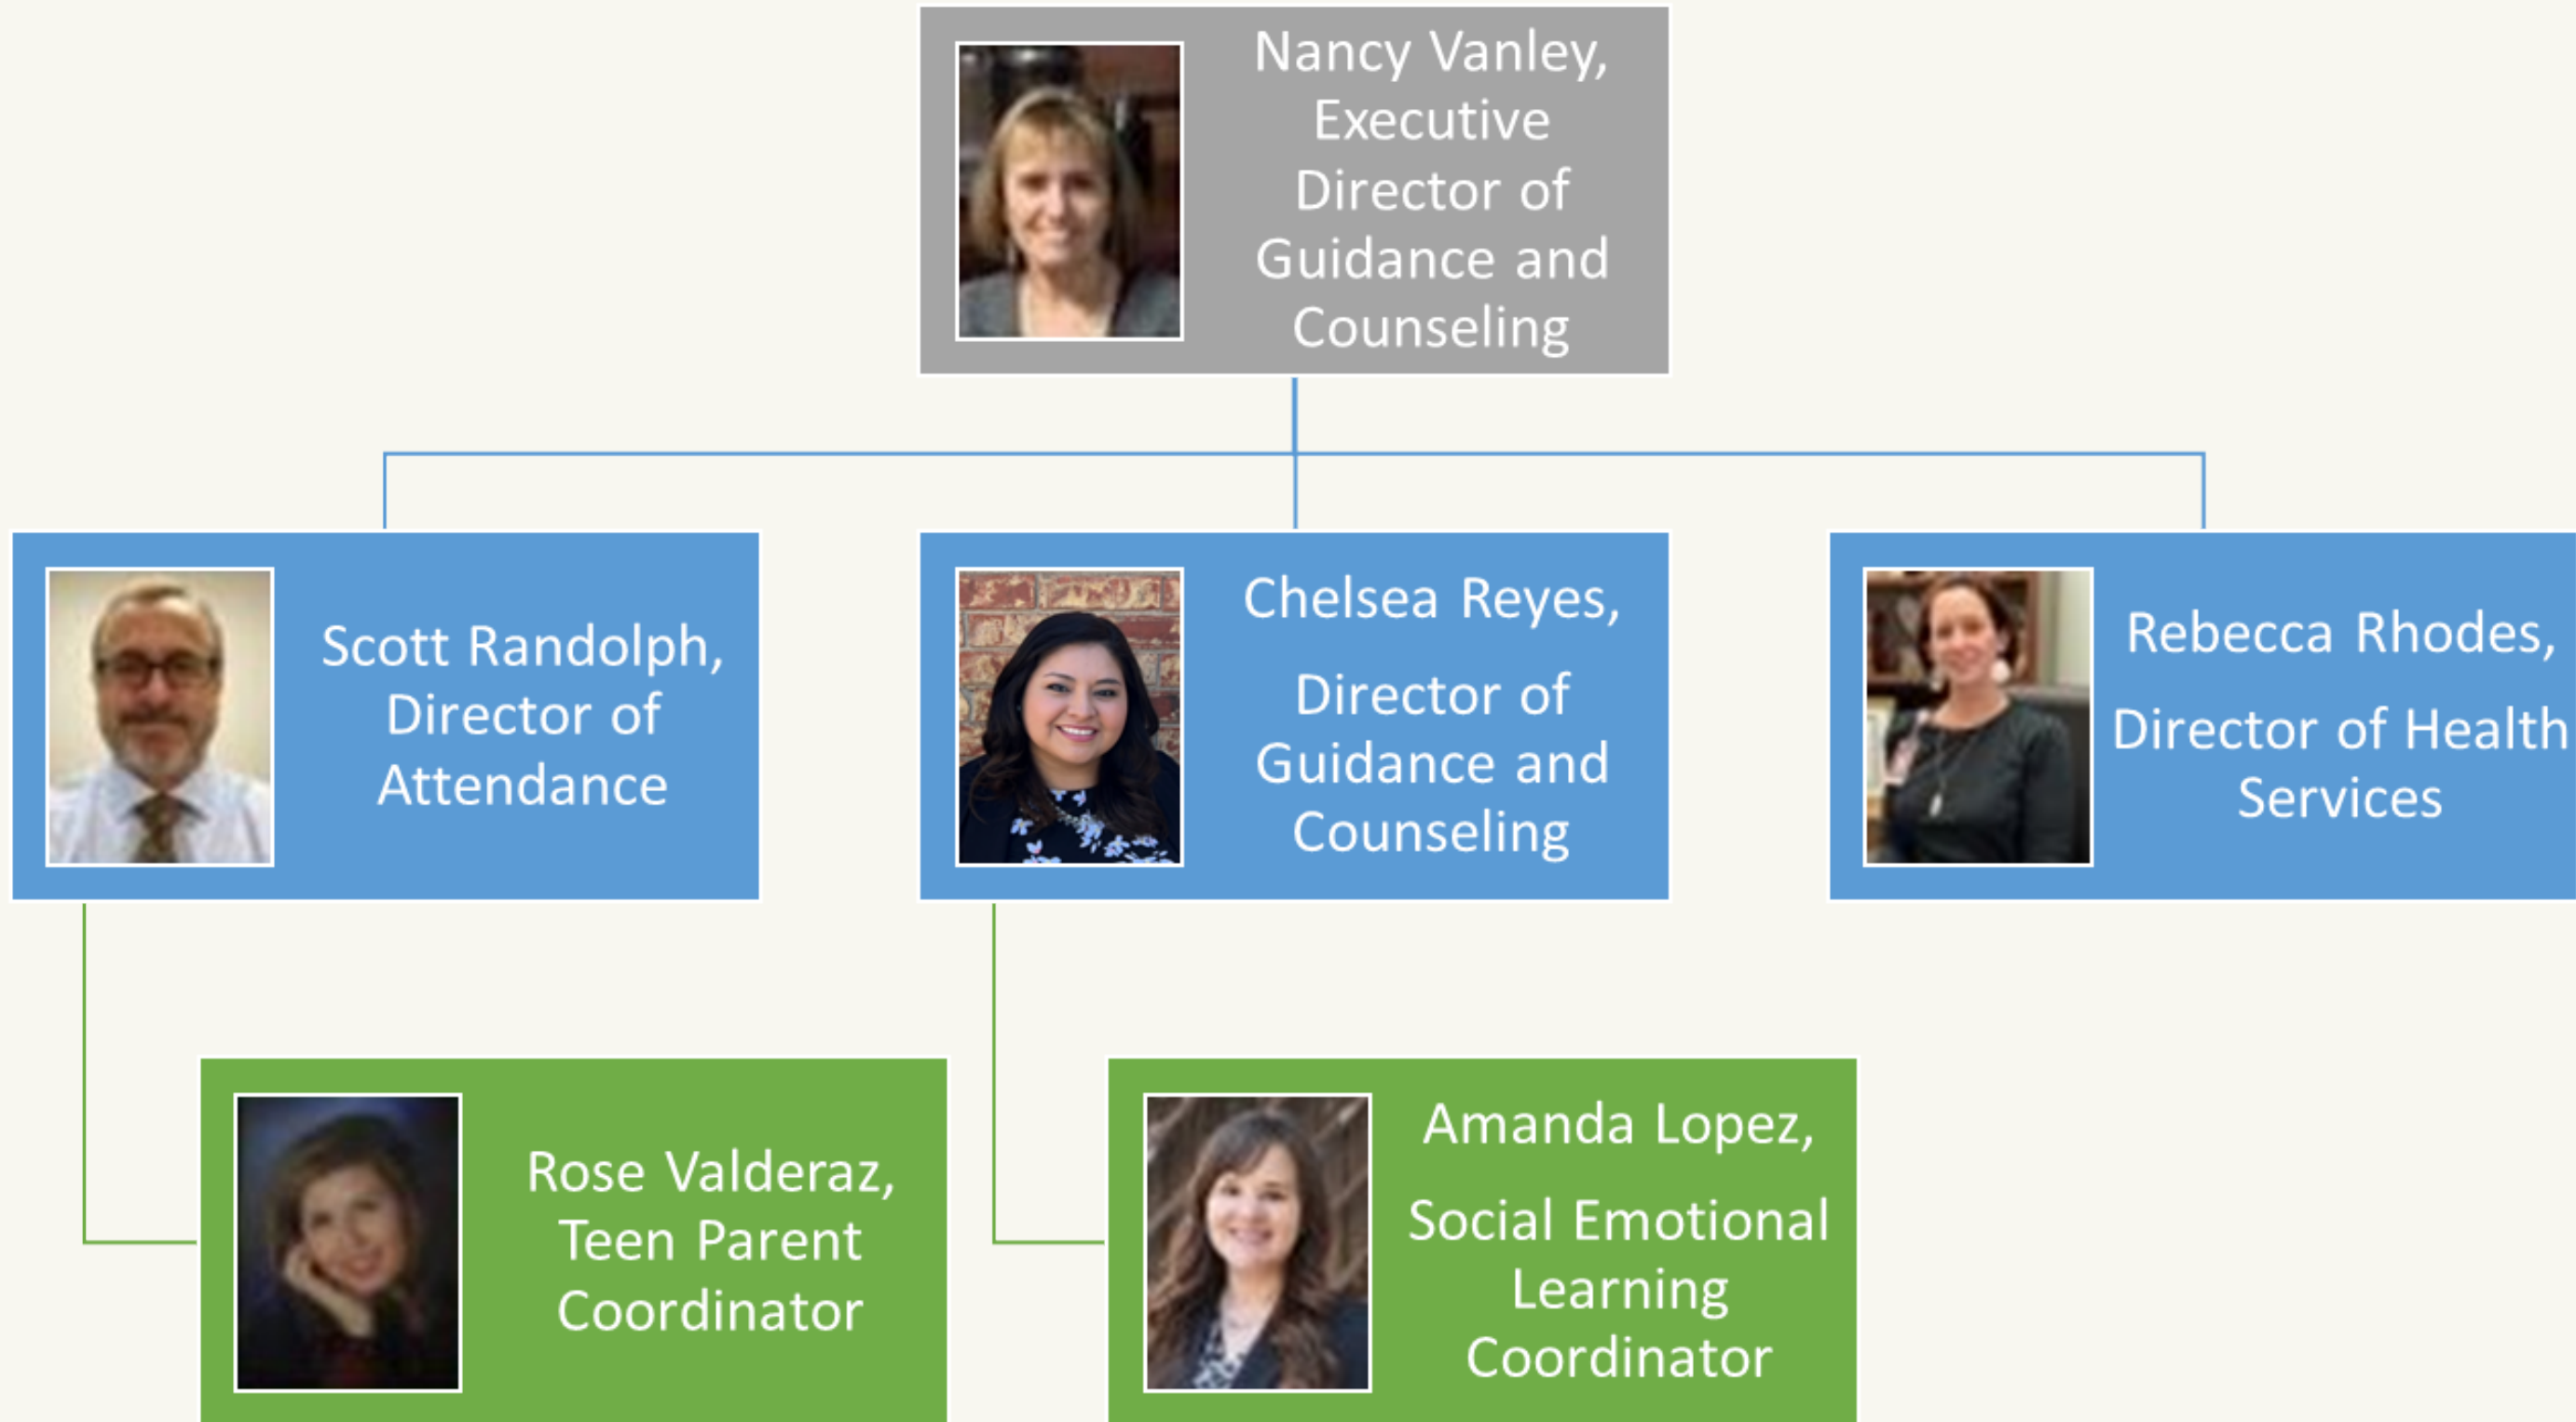 Nancy Vanley,
Executive
Director of
Guidance and
Counseling
Scott Randolph,
Director of
Attendance
Chelsea Reyes,
Director of
Guidance and
Counseling
Rebecca Rhodes,
Director of Health
Services
Rose Valderaz,
Teen Parent
Coordinator
Amanda Lopez,
Social Emotional
Learning
Coordinator